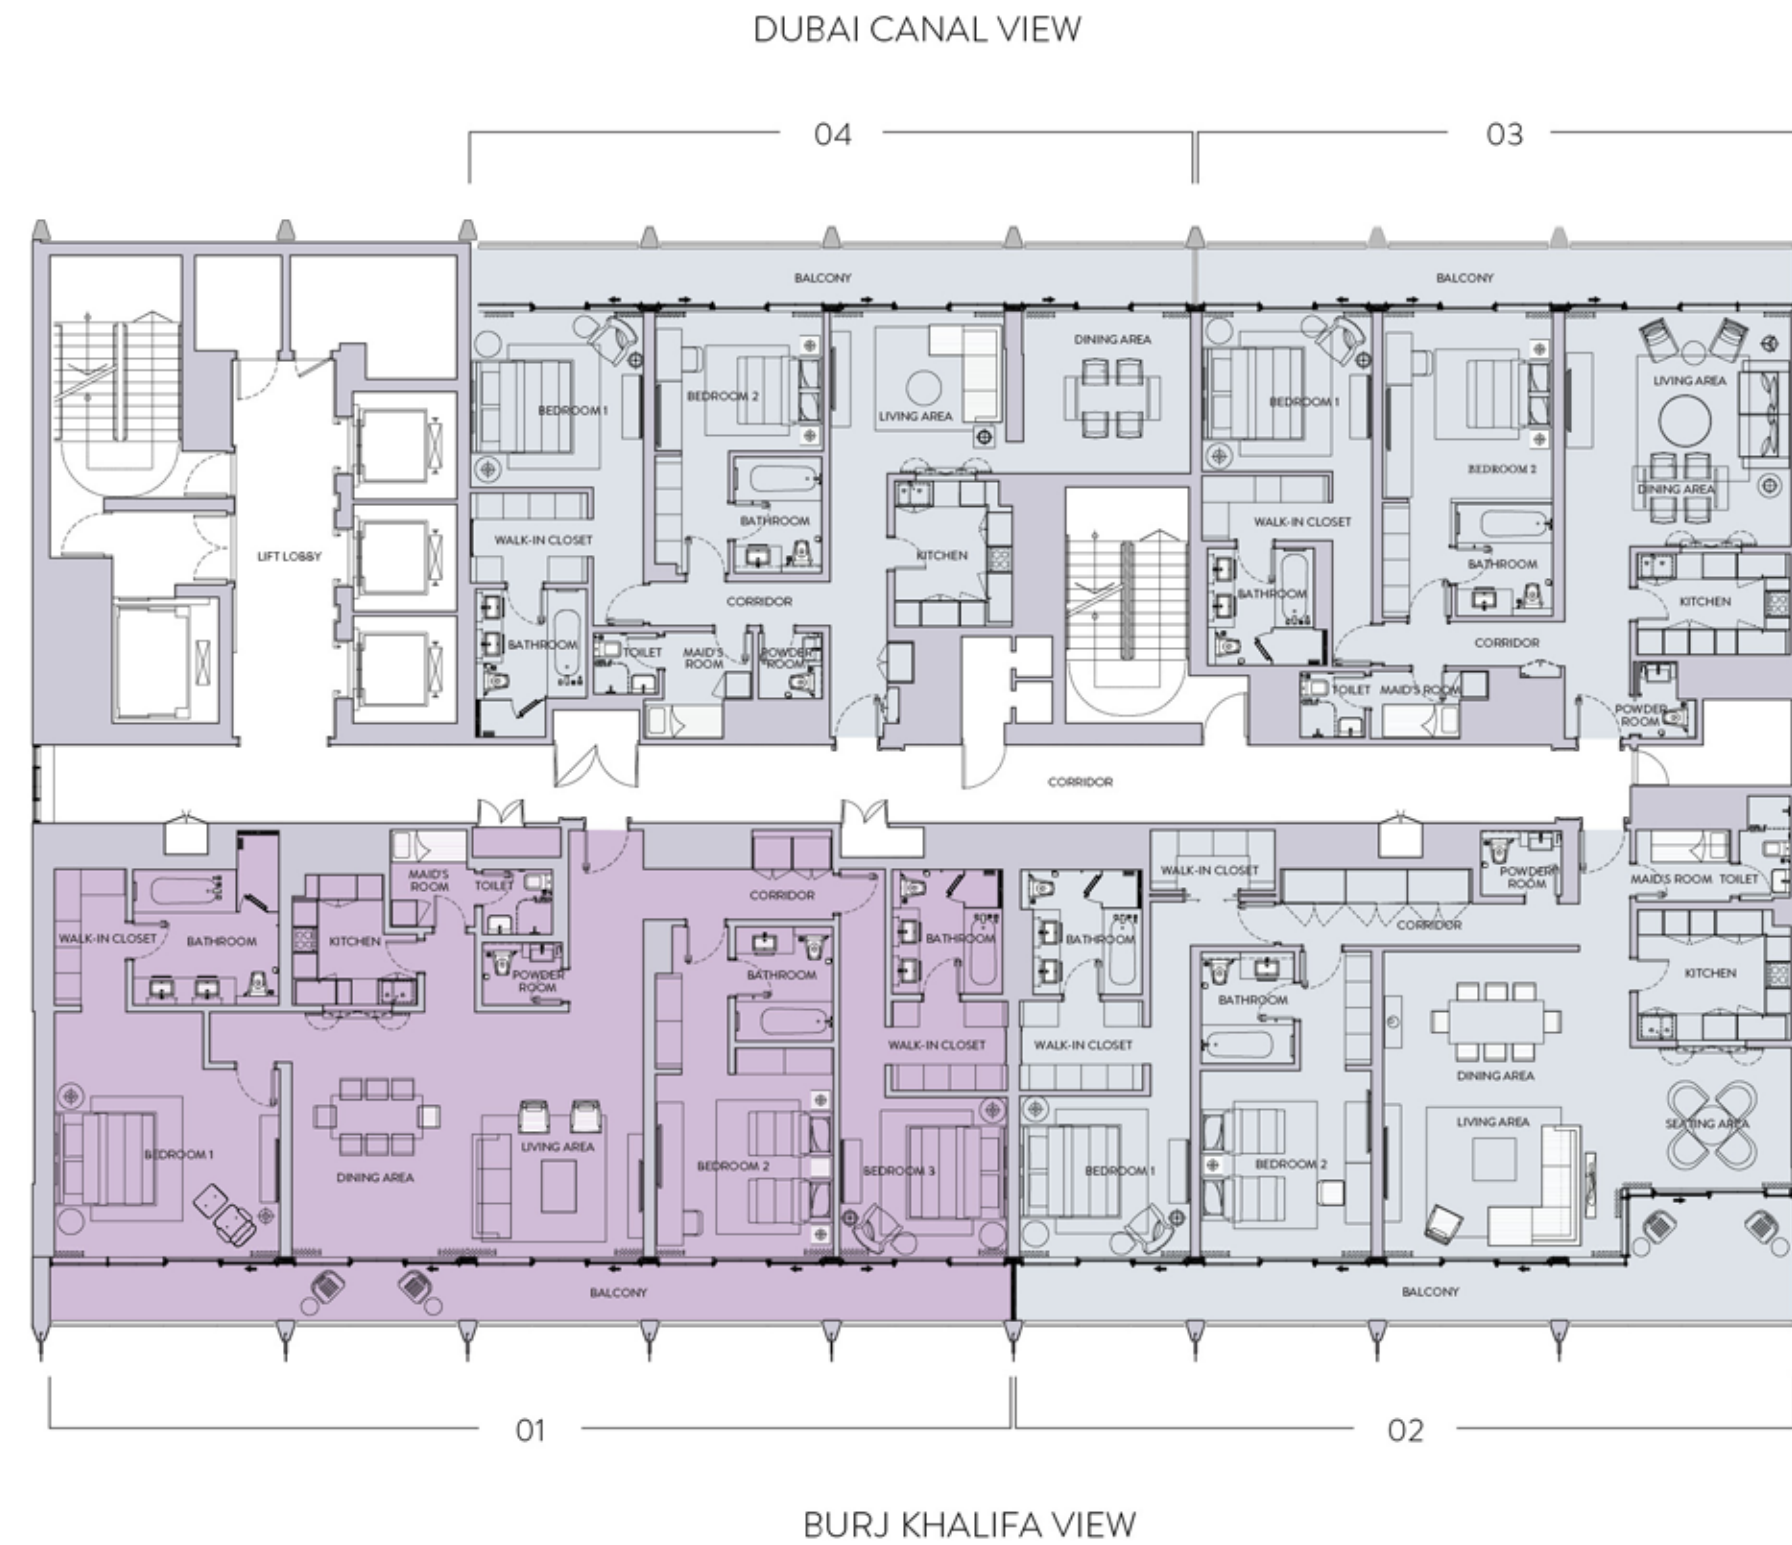 DUBAI CANAL VIEW
04
03
BALCONY
BALCONY
DINING AREA
LIVING AREA
BEDROOM 2
BEDROOM 1
BEDROOM 1
LIVING AREA
BEDROOM 2
DINING AREA
BATHROOM
WALK-IN CLOSET
WALK-IN CLOSET
LIFT LOBBY
KITCHEN
BATHROOM
BATHROOM
CORRIDOR
KITCHEN
BATHROOM
CORRIDOR
TOILET
MAID'S
ROOM
POWDER
ROOM
TOILET
MAID'S ROOM
POWDER
ROOM
CORRIDOR
MAID'S
ROOM
TOILET
CORRIDOR
WALK-IN CLOSET
POWDER
ROOM
MAID'S ROOM
TOILET
WALK-IN CLOSET
BATHROOM
KITCHEN
BATHROOM
BATHROOM
CORRIDOR
POWDER
ROOM
BATHROOM
KITCHEN
BATHROOM
WALK-IN CLOSET
WALK-IN CLOSET
DINING AREA
LIVING AREA
SEATING AREA
BEDROOM 1
LIVING AREA
DINING AREA
BEDROOM 2
BEDROOM 3
BEDROOM 1
BEDROOM 2
BALCONY
BALCONY
01
02
BURJ KHALIFA VIEW